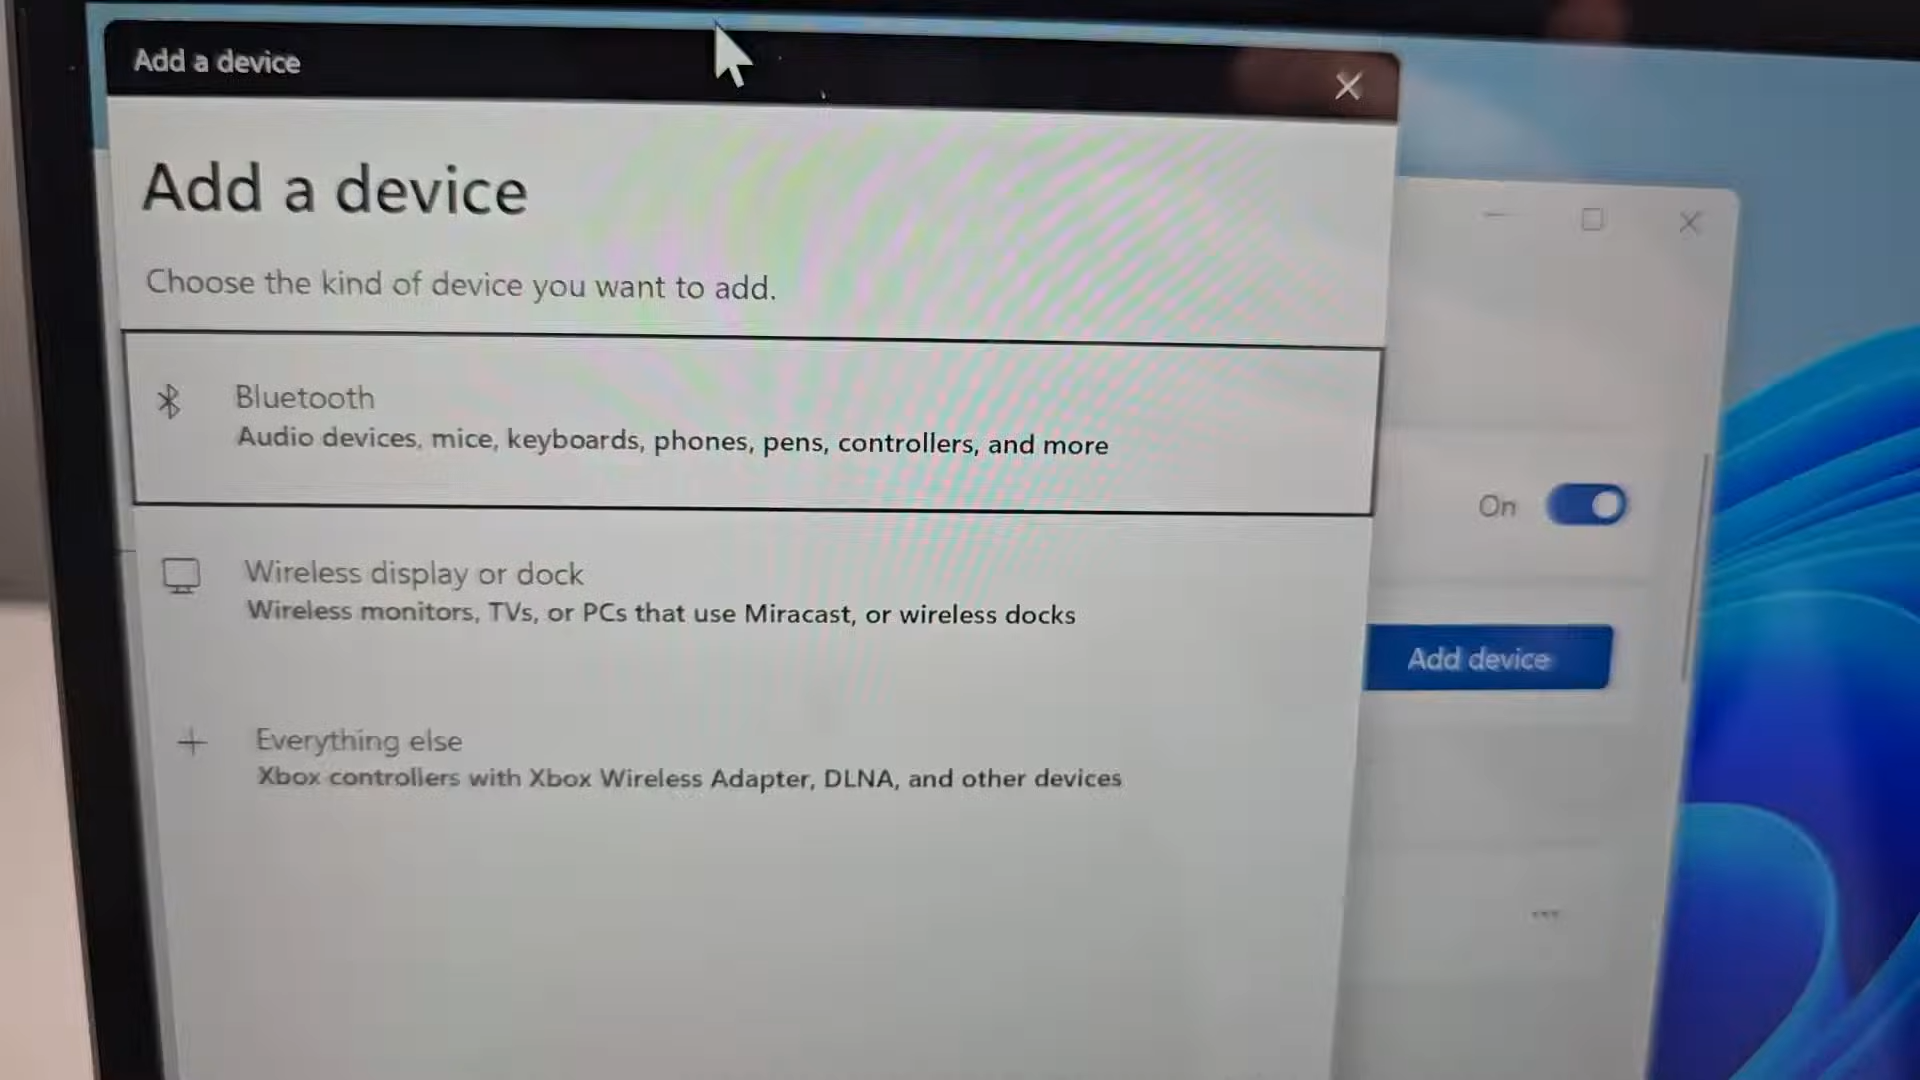 Add a device
Add a device
Choose the kind of device you want to add.
Bluetooth
Audio devices, mice, keyboards, phones, pens, controllers, and more
On
Wireless display or dock
Wireless monitors, TVs, or PCs that use Miracast, or wireless docks
Add device
Everything else
Xbox controllers with Xbox Wireless Adapter, DLNA, and other devices